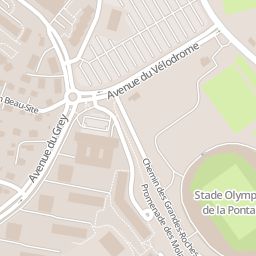 Avenue du Vélodrome
n Beau-Site
Avenue du Grey
Chemin des Grandes-Roches
Promenade des Moi
Stade Olymp
de la Ponta